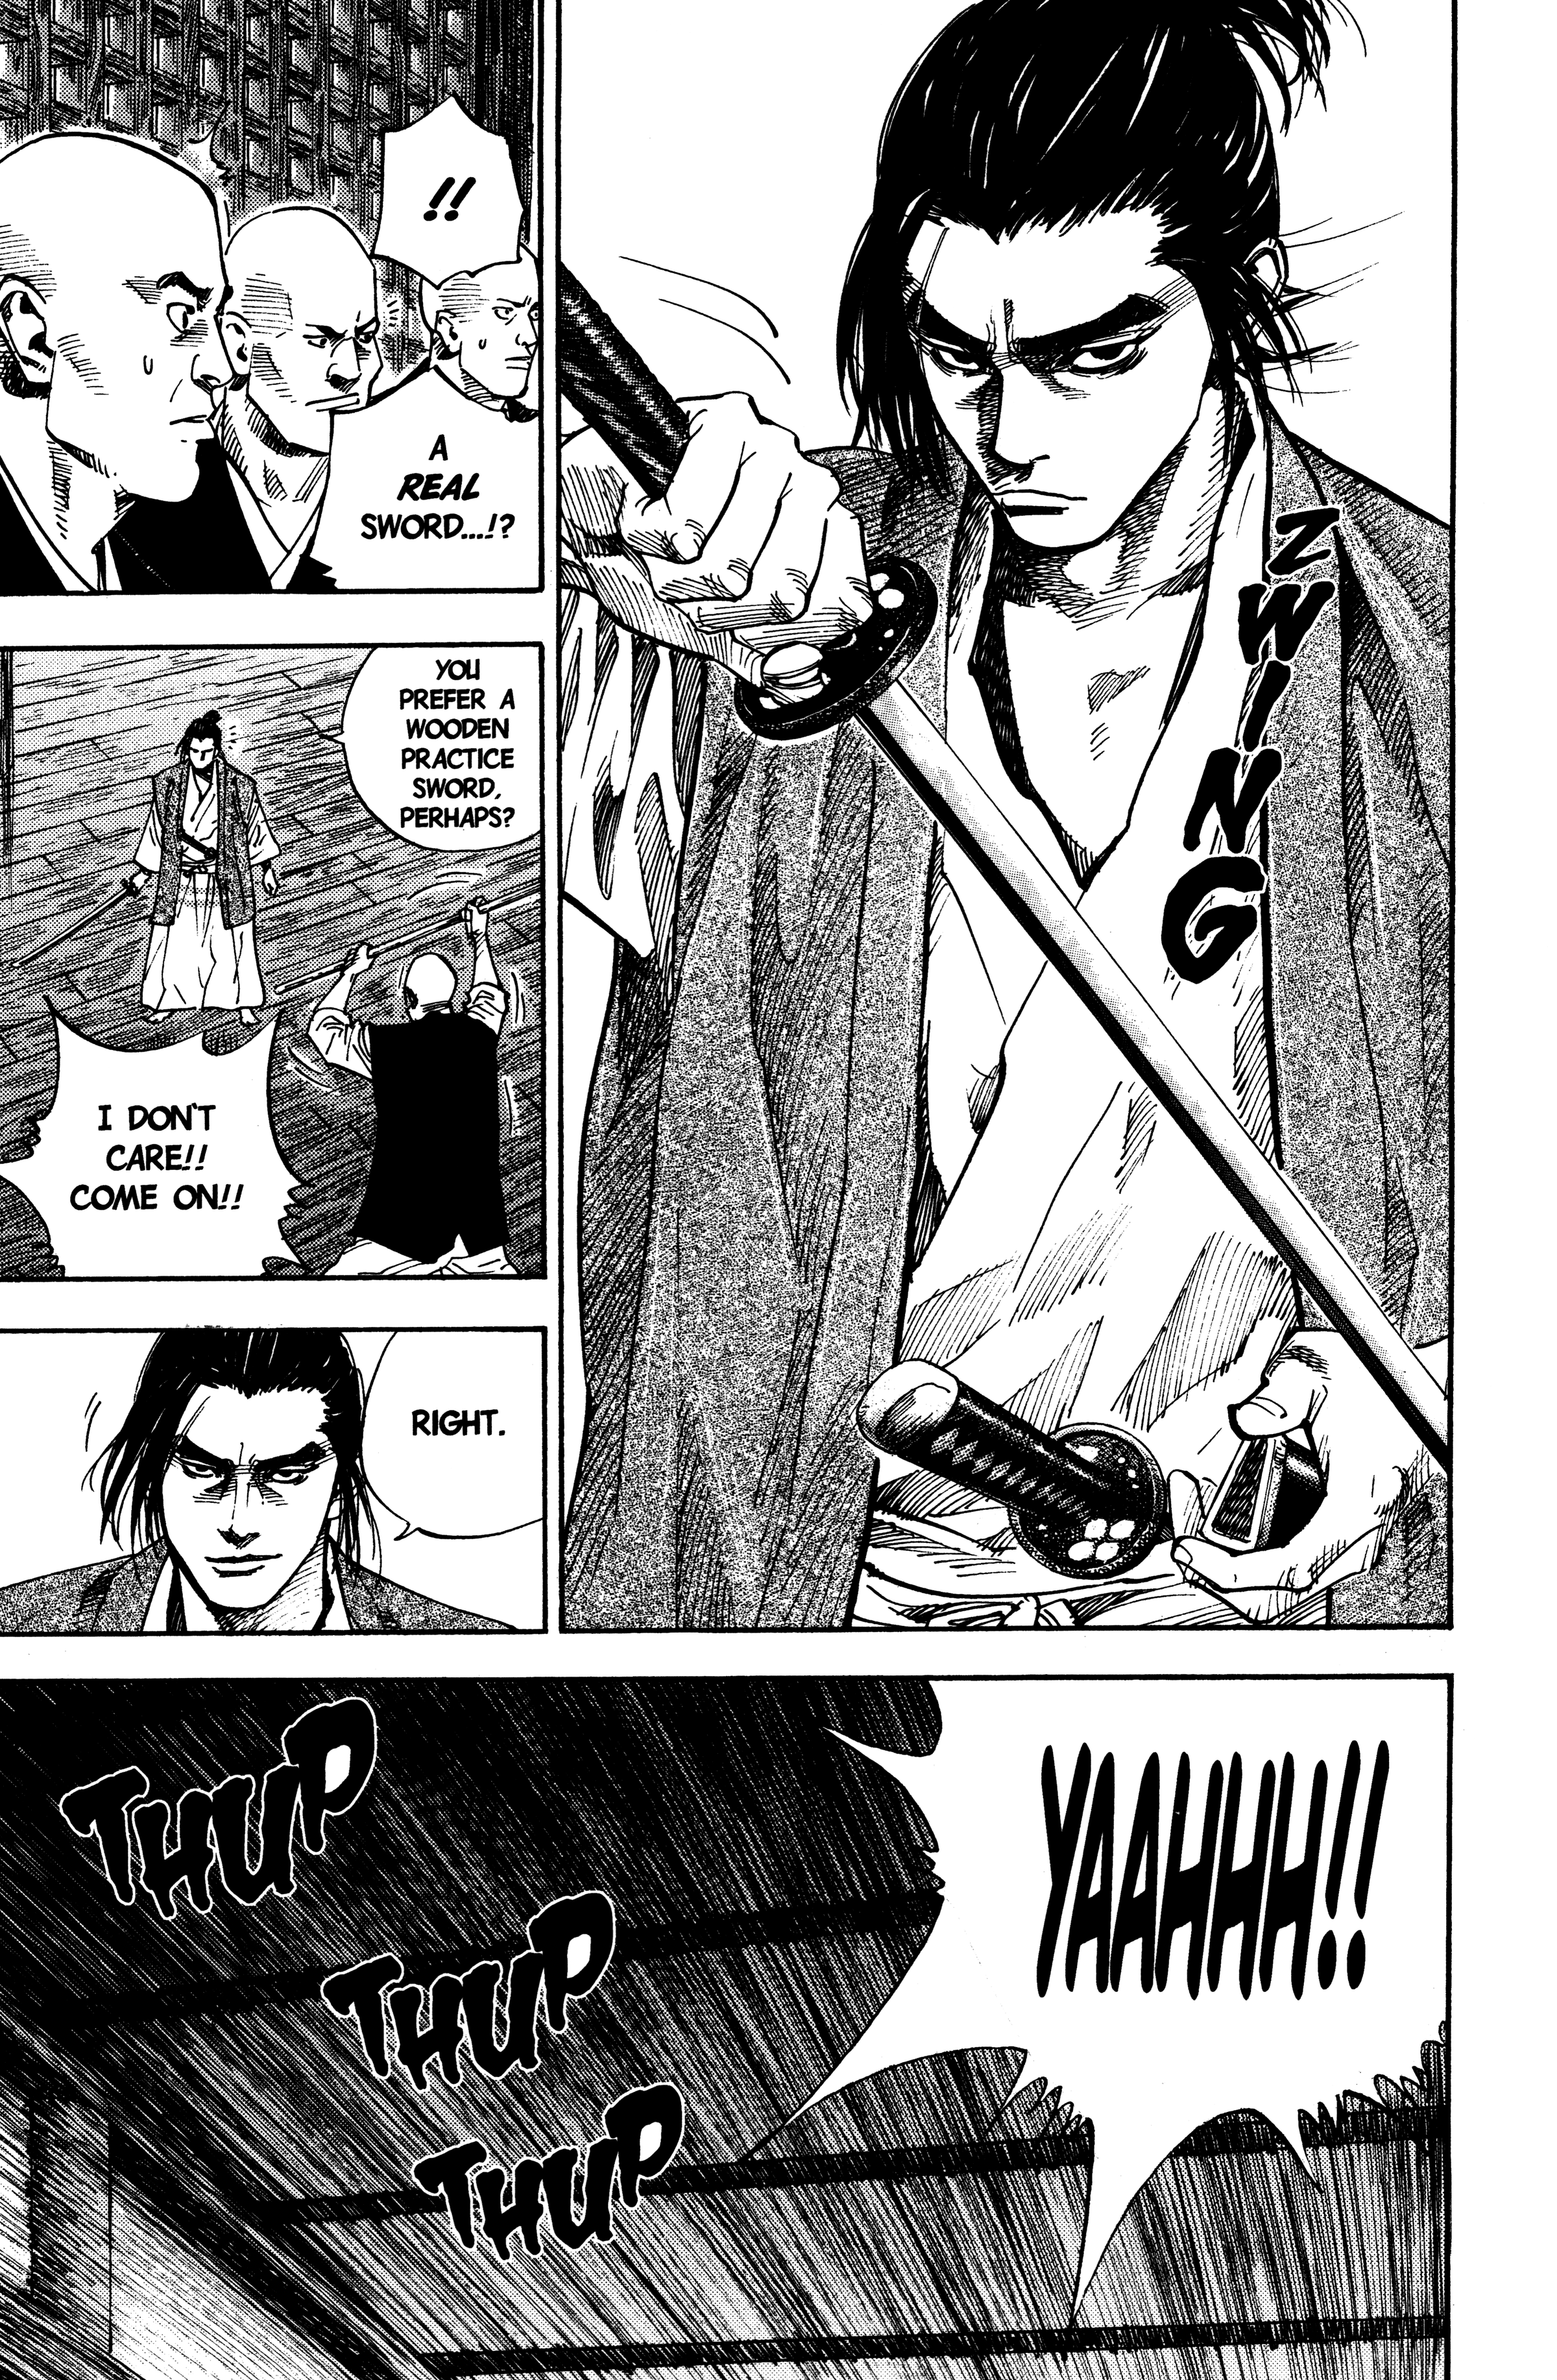 ZWING
!!
A
REAL
SWORD...!?
YOU
PREFER A
WOODEN
PRACTICE
SWORD,
PERHAPS?
I DON'T
CARE!!
COME ON!!
RIGHT.
YAAHHH!!
THUP
THUP
THUP